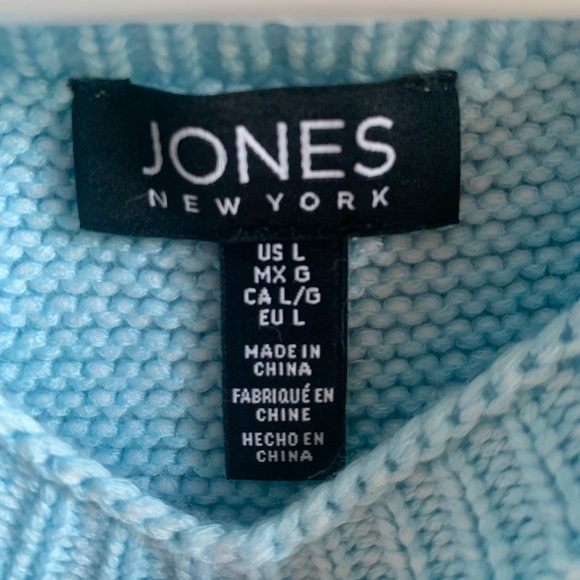 JONES
NEW YORK
US L
MX G
CA L/G
EU L
MADE IN
CHINA
FABRIQUÉ EN
CHINE
HECHO EN
CHINA